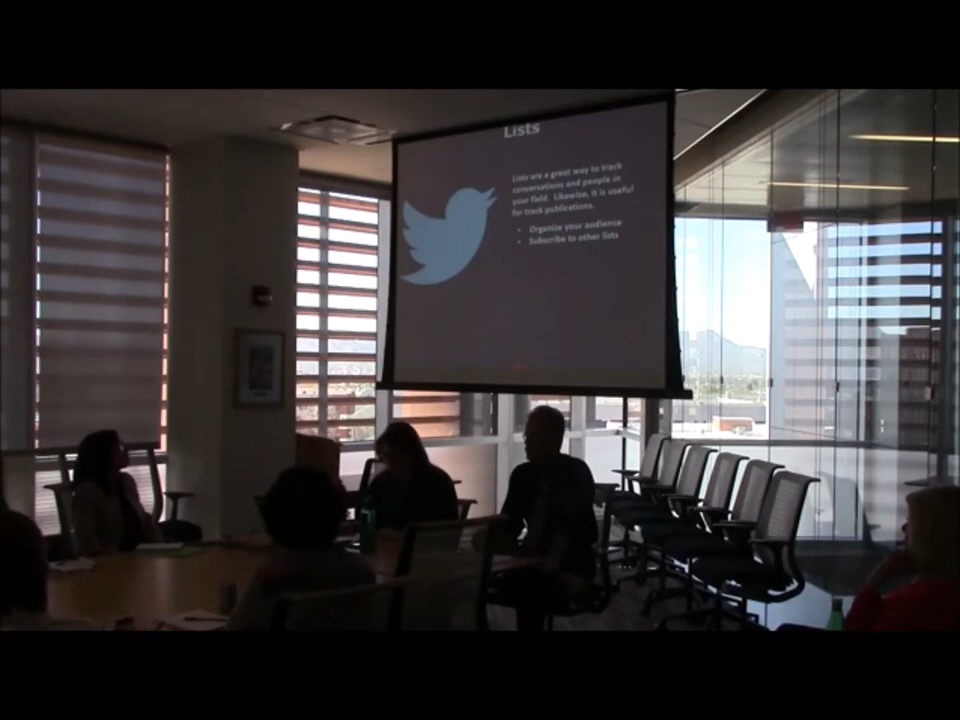 Lists
Lists are a great way to track
conversations and people in
your field. Likewise, it is useful
for track publications.
• Organize your audience
• Subscribe to other lists